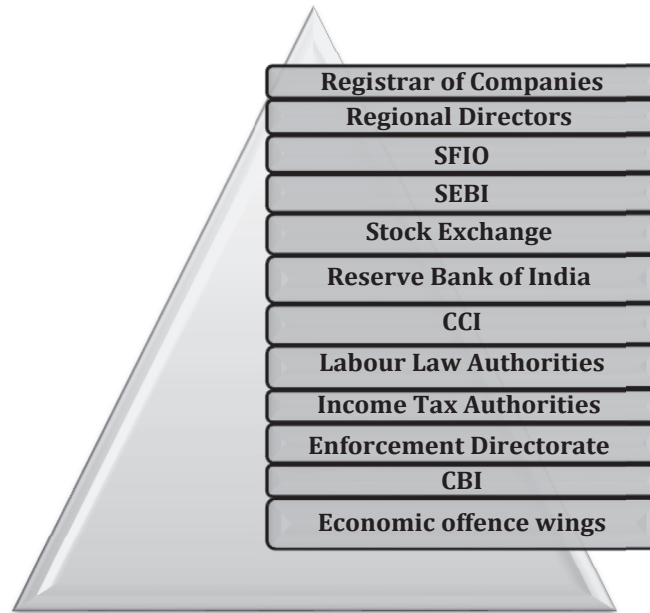 Registrar of Companies
Regional Directors
SFIO
SEBI
Stock Exchange
Reserve Bank of India
CCI
Labour Law Authorities
Income Tax Authorities
Enforcement Directorate
CBI
Economic offence wings